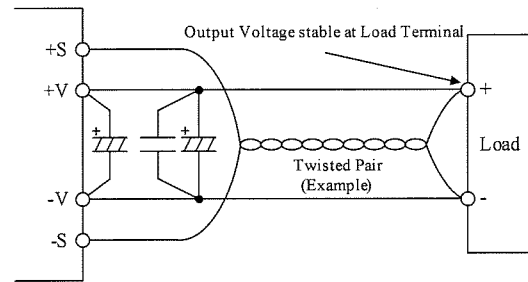 Output Voltage stable at Load Terminal
+S
+V
+
+
+
-V
-S
Twisted Pair
(Example)
Load
-